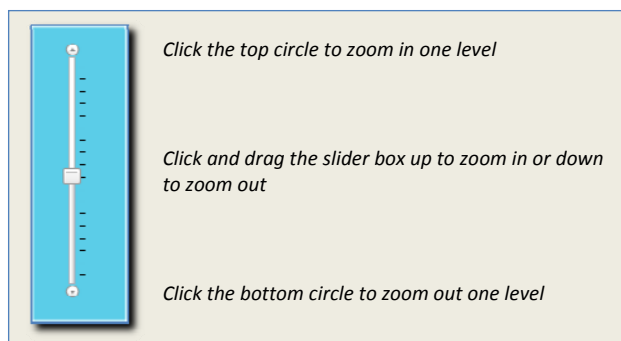 Click the top circle to zoom in one level
Click and drag the slider box up to zoom in or down
to zoom out
Click the bottom circle to zoom out one level